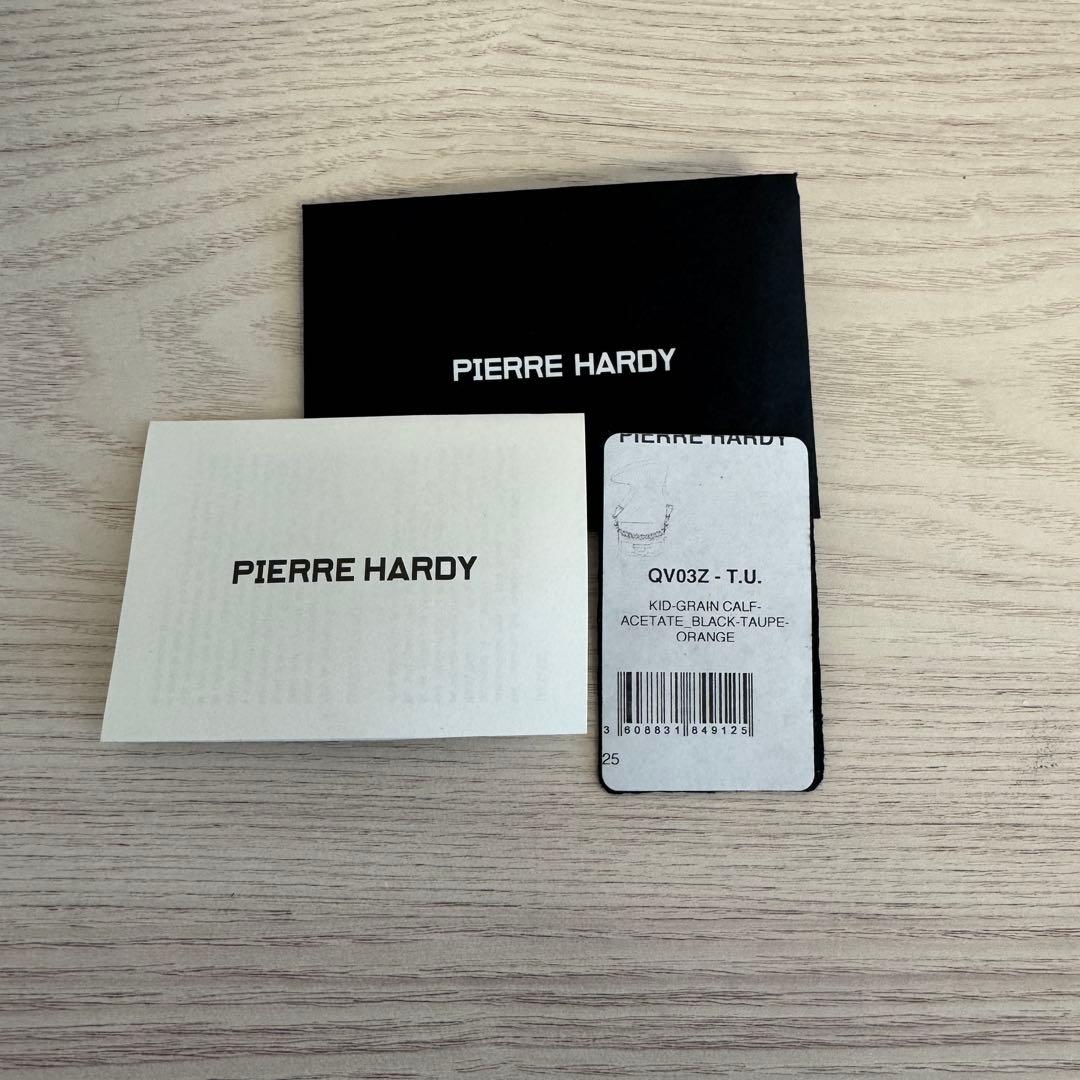 PIERRE HARDY
PIERRE HARDY
PIERRE HARDY
QV03Z - T.U.
KID-GRAIN CALF-
ACETATE_BLACK-TAUPE-
ORANGE
3 608831 849125
25